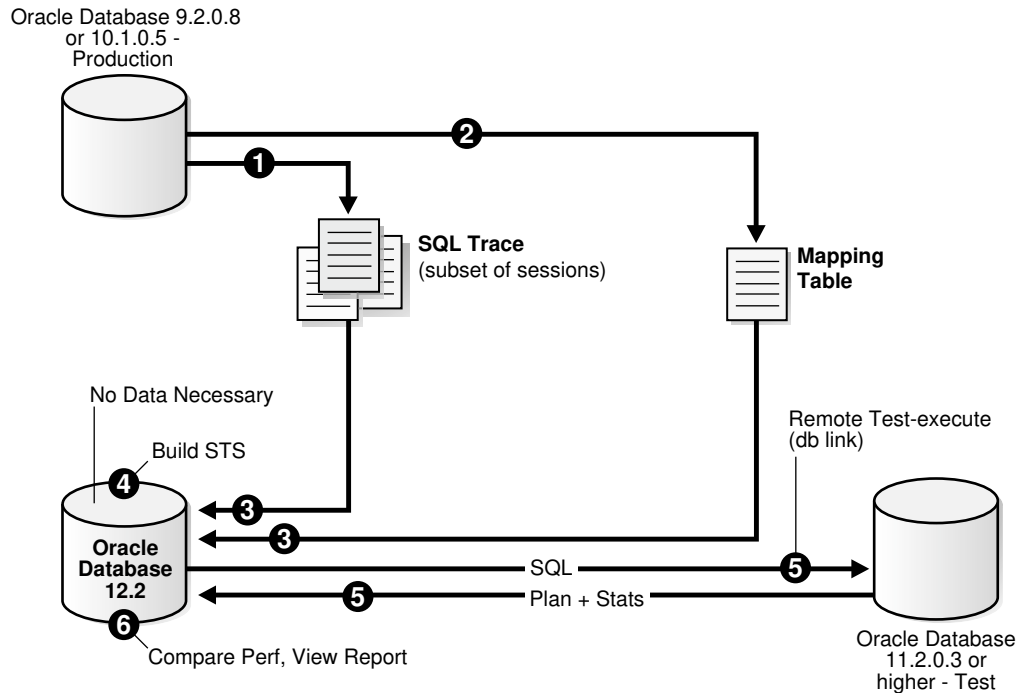 Oracle Database 9.2.0.8
or 10.1.0.5 -
Production
2
1
SQL Trace
(subset of sessions)
Mapping
Table
No Data Necessary
Build STS
4
Remote Test-execute
(db link)
3
3
Oracle
Database
12.2
SQL
5
5
Plan + Stats
6
Compare Perf, View Report
Oracle Database
11.2.0.3 or
higher - Test